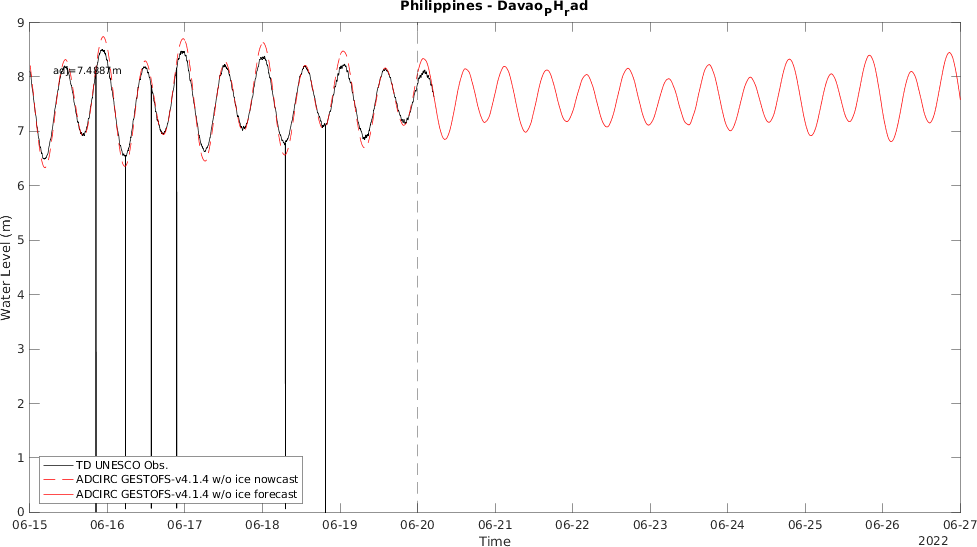 Philippines - DavaoPHrad
9
8
7
6
5
4
3
2
1
0
Water Level (m)
adj=7.4887m
TD UNESCO Obs.
ADCIRC GESTOFS-v4.1.4 w/o ice nowcast
ADCIRC GESTOFS-v4.1.4 w/o ice forecast
06-15 06-16 06-17 06-18 06-19 06-20 06-21 06-22 06-23 06-24 06-25 06-26 06-27
Time
2022